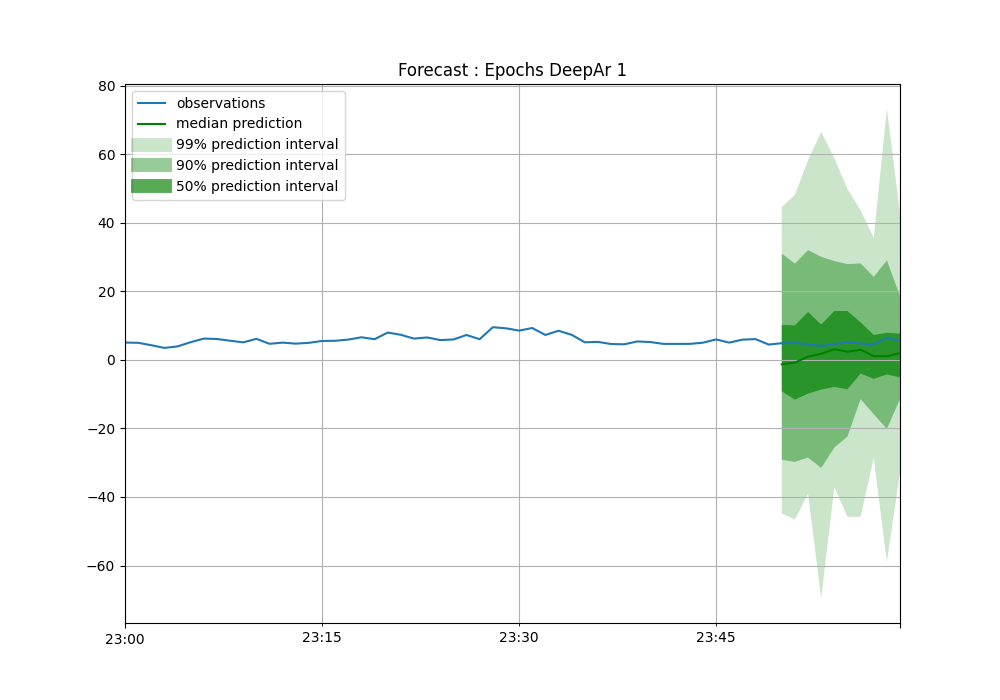 Forecast : Epochs DeepAr 1
observations
median prediction
99% prediction interval
90% prediction interval
50% prediction interval
80
60
40
20
0
−20
−40
−60
23:00
23:15
23:30
23:45